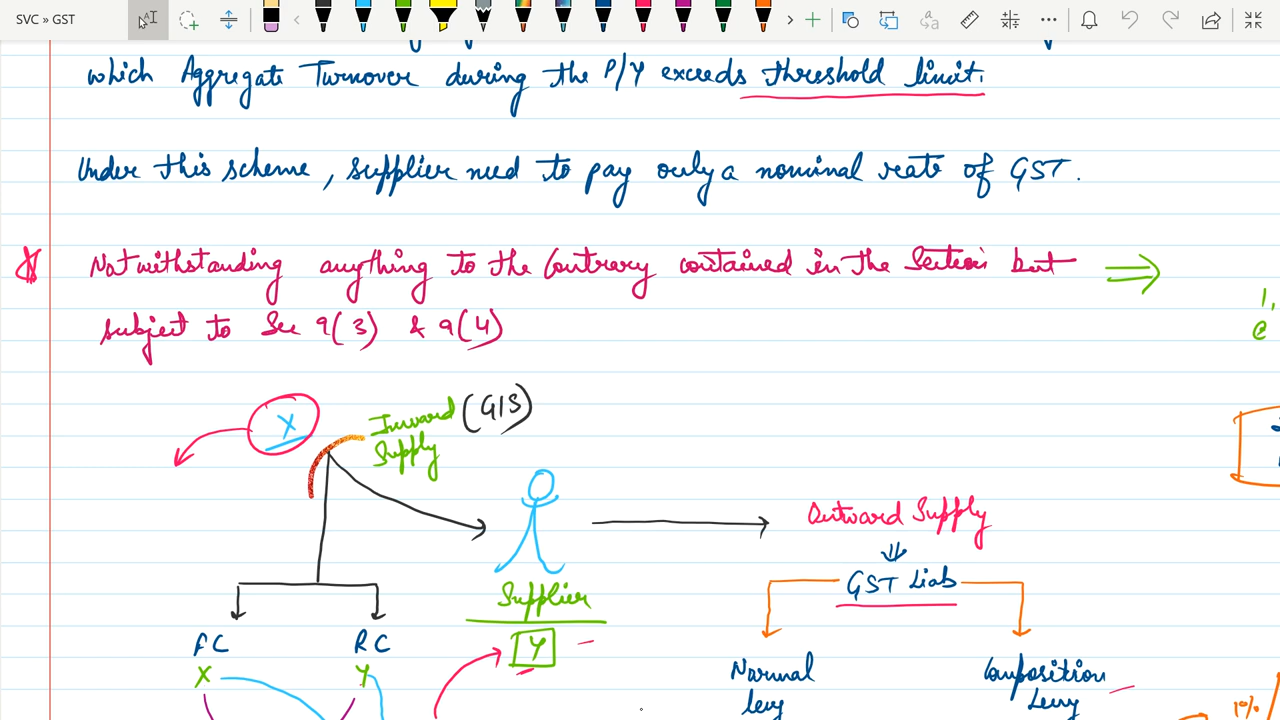 SVC » GST
which Aggregate Turnover during the P/Y exceeds threshold limit.
Under this scheme, supplier need to pay only a nominal rate of GST.
Notwithstanding anything to the Contrary contained in the Section but
subject to Sec 9(3) & 9(4)
X
Inward (G/S)
Supply
Outward Supply
GST Liab
Supplier
Y
FC RC
X Y
Normal
levy
Composition
Levy
1%